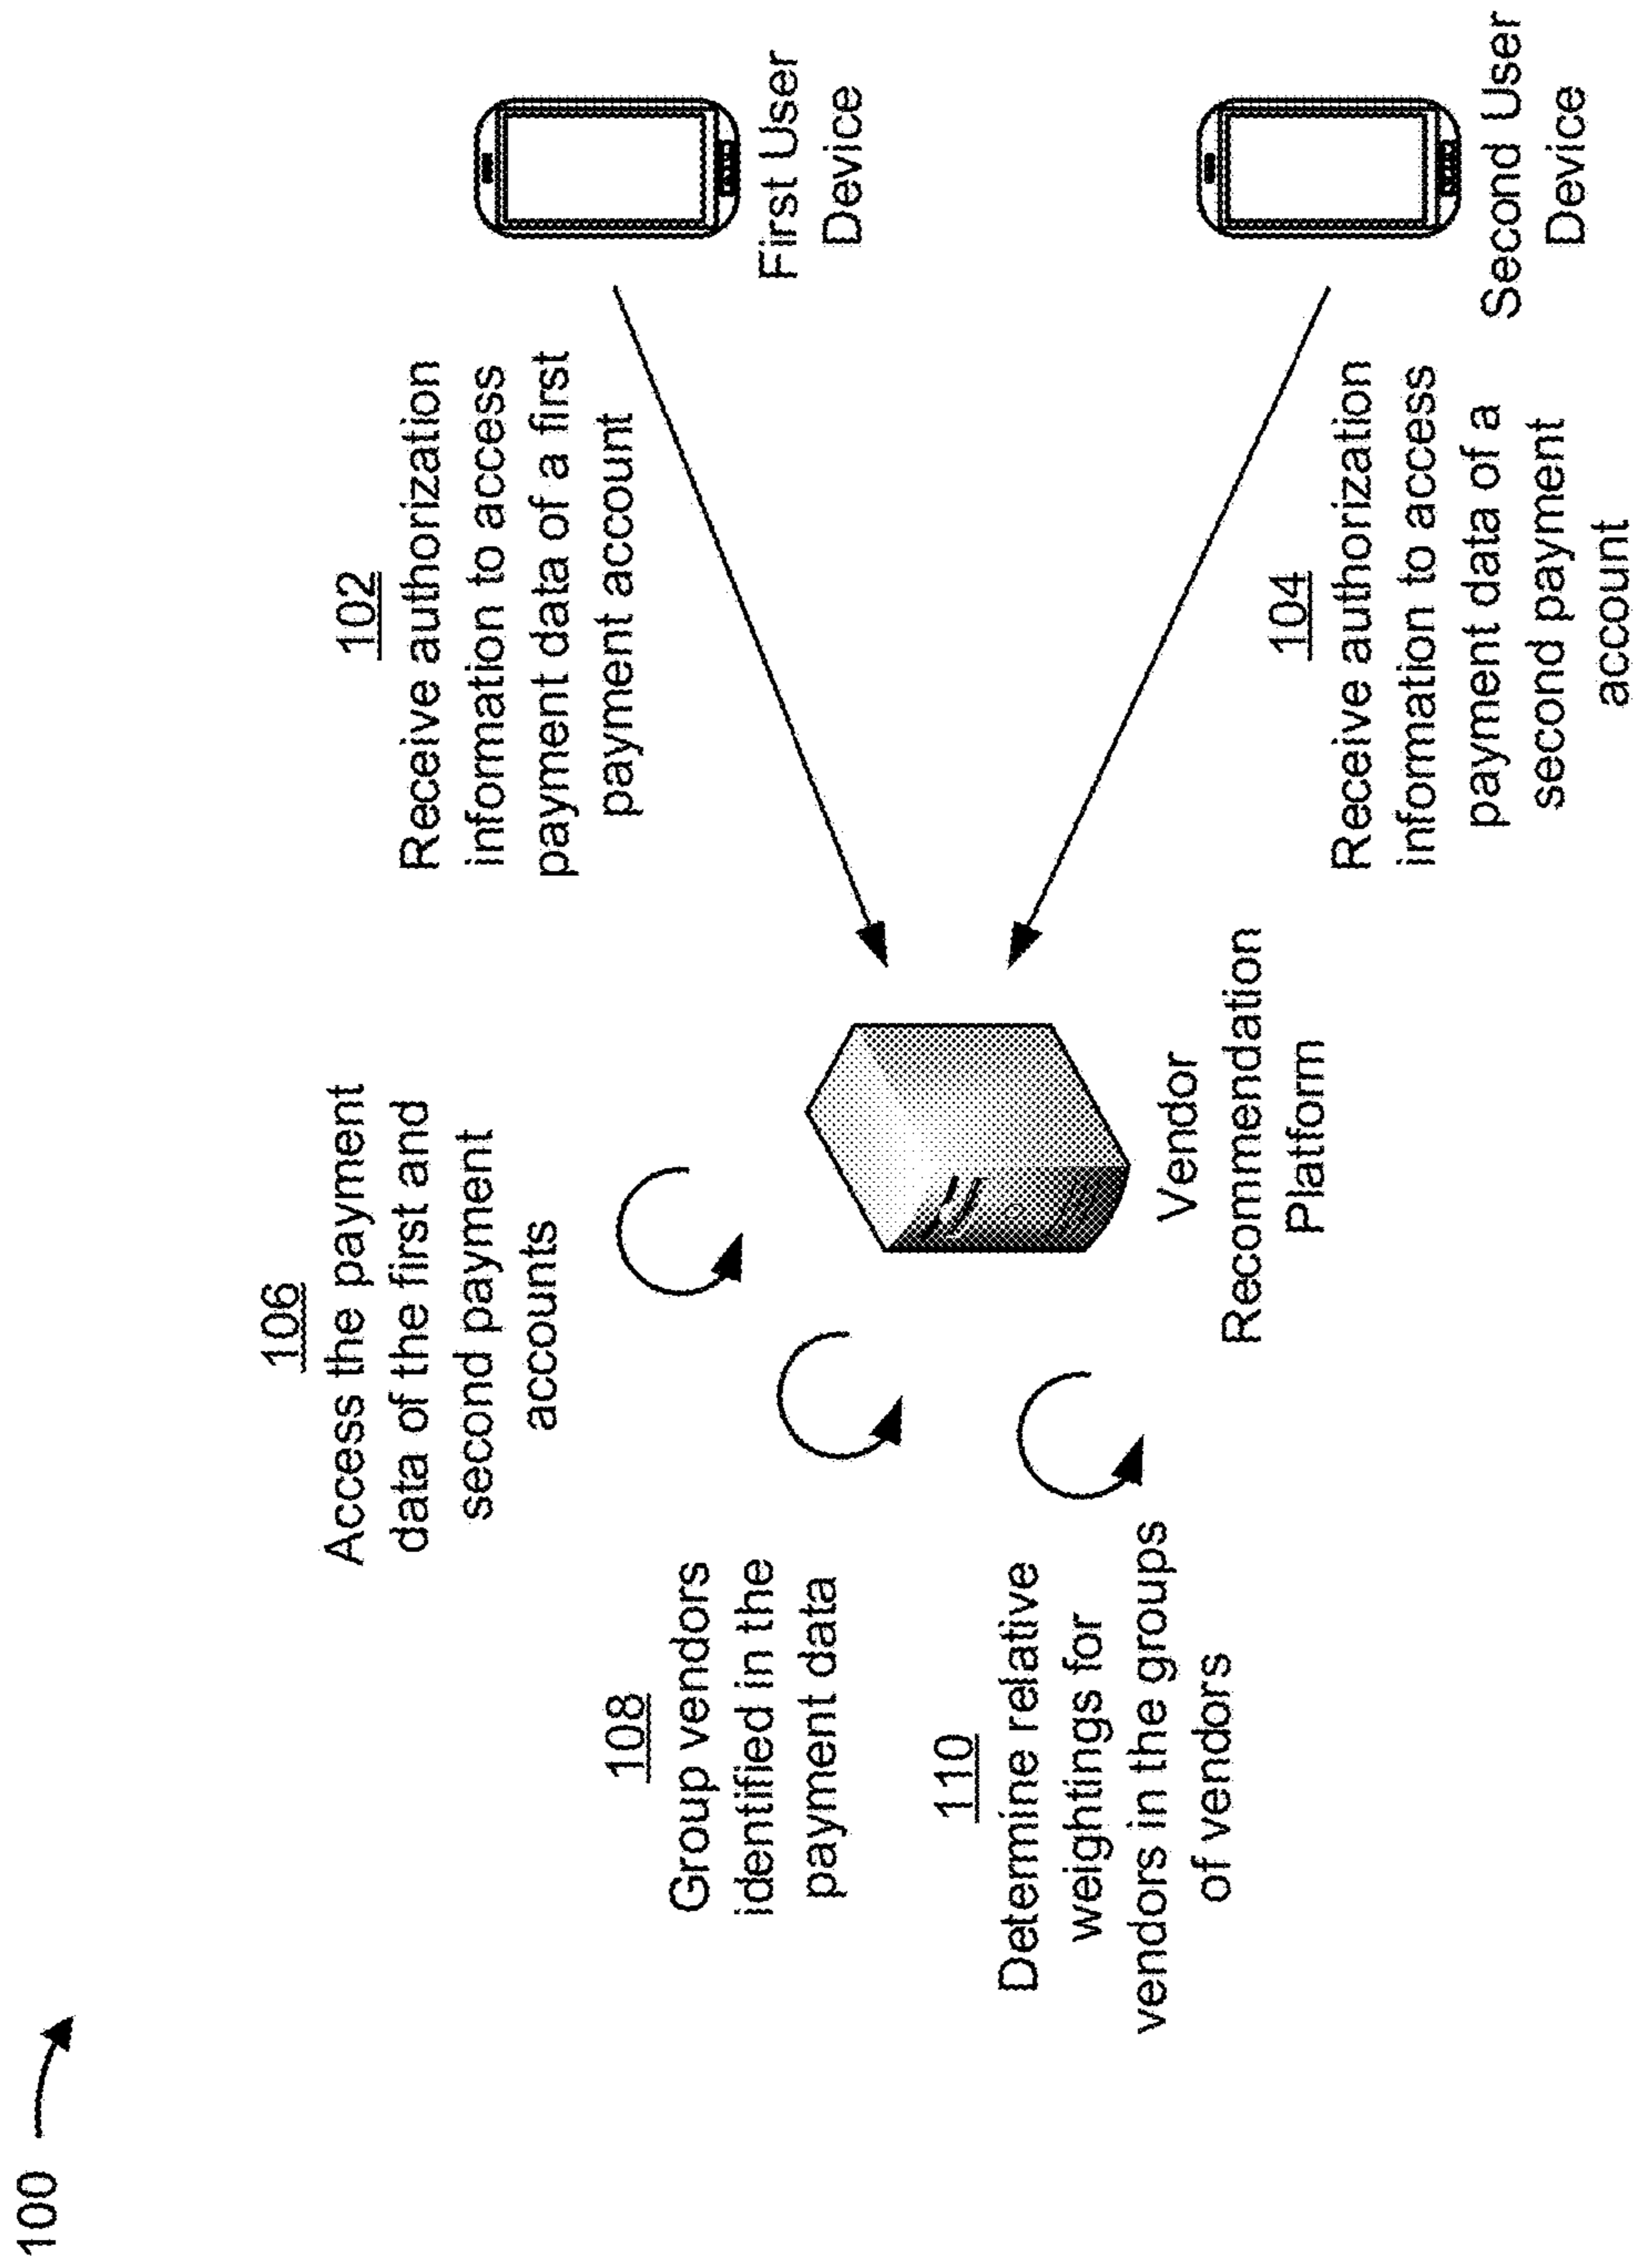 100
106
Access the payment
data of the first and
second payment
accounts
102
Receive authorization
information to access
payment data of a first
payment account
First User
Device
108
Group vendors
identified in the
payment data
110
Determine relative
weightings for
vendors in the groups
of vendors
Vendor
Recommendation
Platform
104
Receive authorization
information to access
payment data of a
second payment
account
Second User
Device